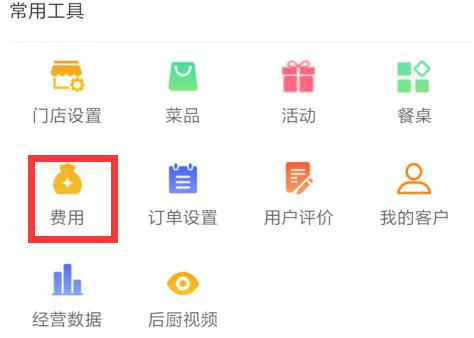 常用工具
门店设置 菜品 活动 餐桌
费用 订单设置 用户评价 我的客户
经营数据 后厨视频